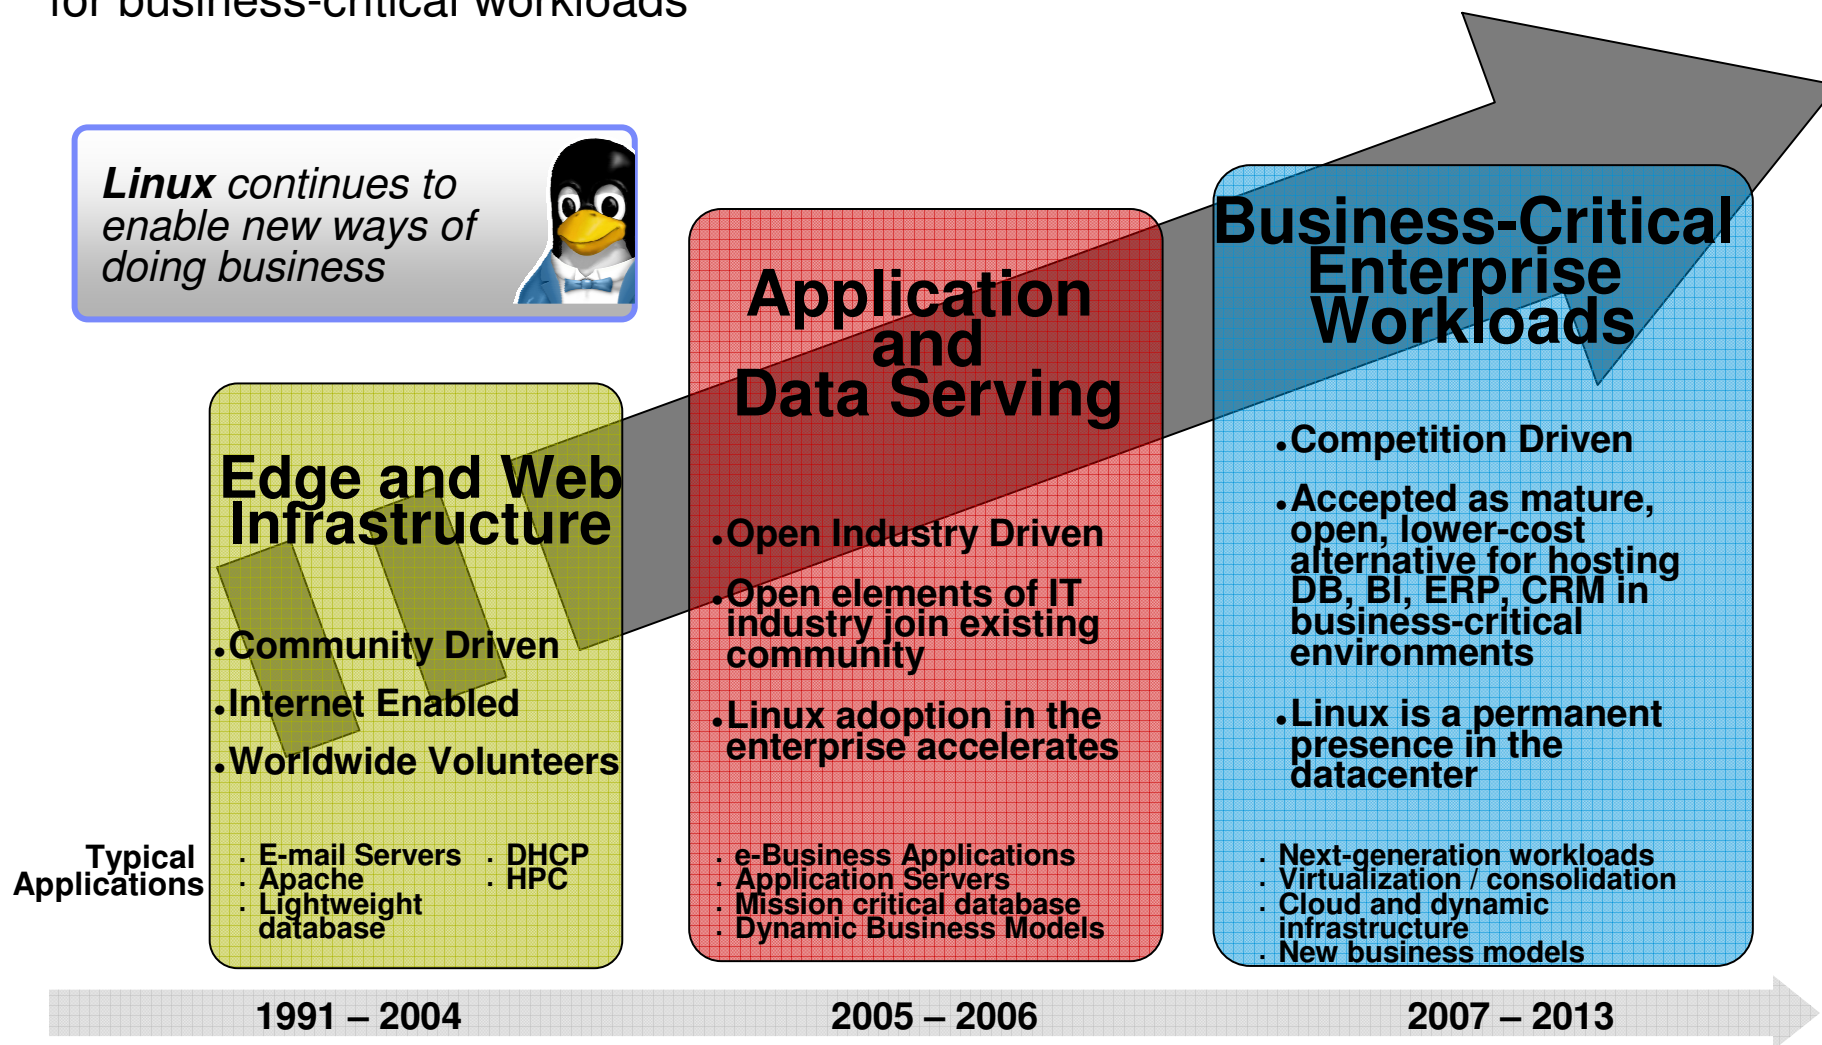 for business-critical workloads
Linux continues to
enable new ways of
doing business
Edge and Web
Infrastructure
.Community Driven
.Internet Enabled
.Worldwide Volunteers
Typical
Applications
. E-mail Servers
. Apache
. Lightweight
database
. DHCP
. HPC
1991 – 2004
Application
and
Data Serving
.Open Industry Driven
.Open elements of IT
industry join existing
community
.Linux adoption in the
enterprise accelerates
. e-Business Applications
. Application Servers
. Mission critical database
. Dynamic Business Models
2005 – 2006
Business-Critical
Enterprise
Workloads
.Competition Driven
.Accepted as mature,
open, lower-cost
alternative for hosting
DB, BI, ERP, CRM in
business-critical
environments
.Linux is a permanent
presence in the
datacenter
. Next-generation workloads
. Virtualization / consolidation
. Cloud and dynamic
infrastructure
. New business models
2007 – 2013